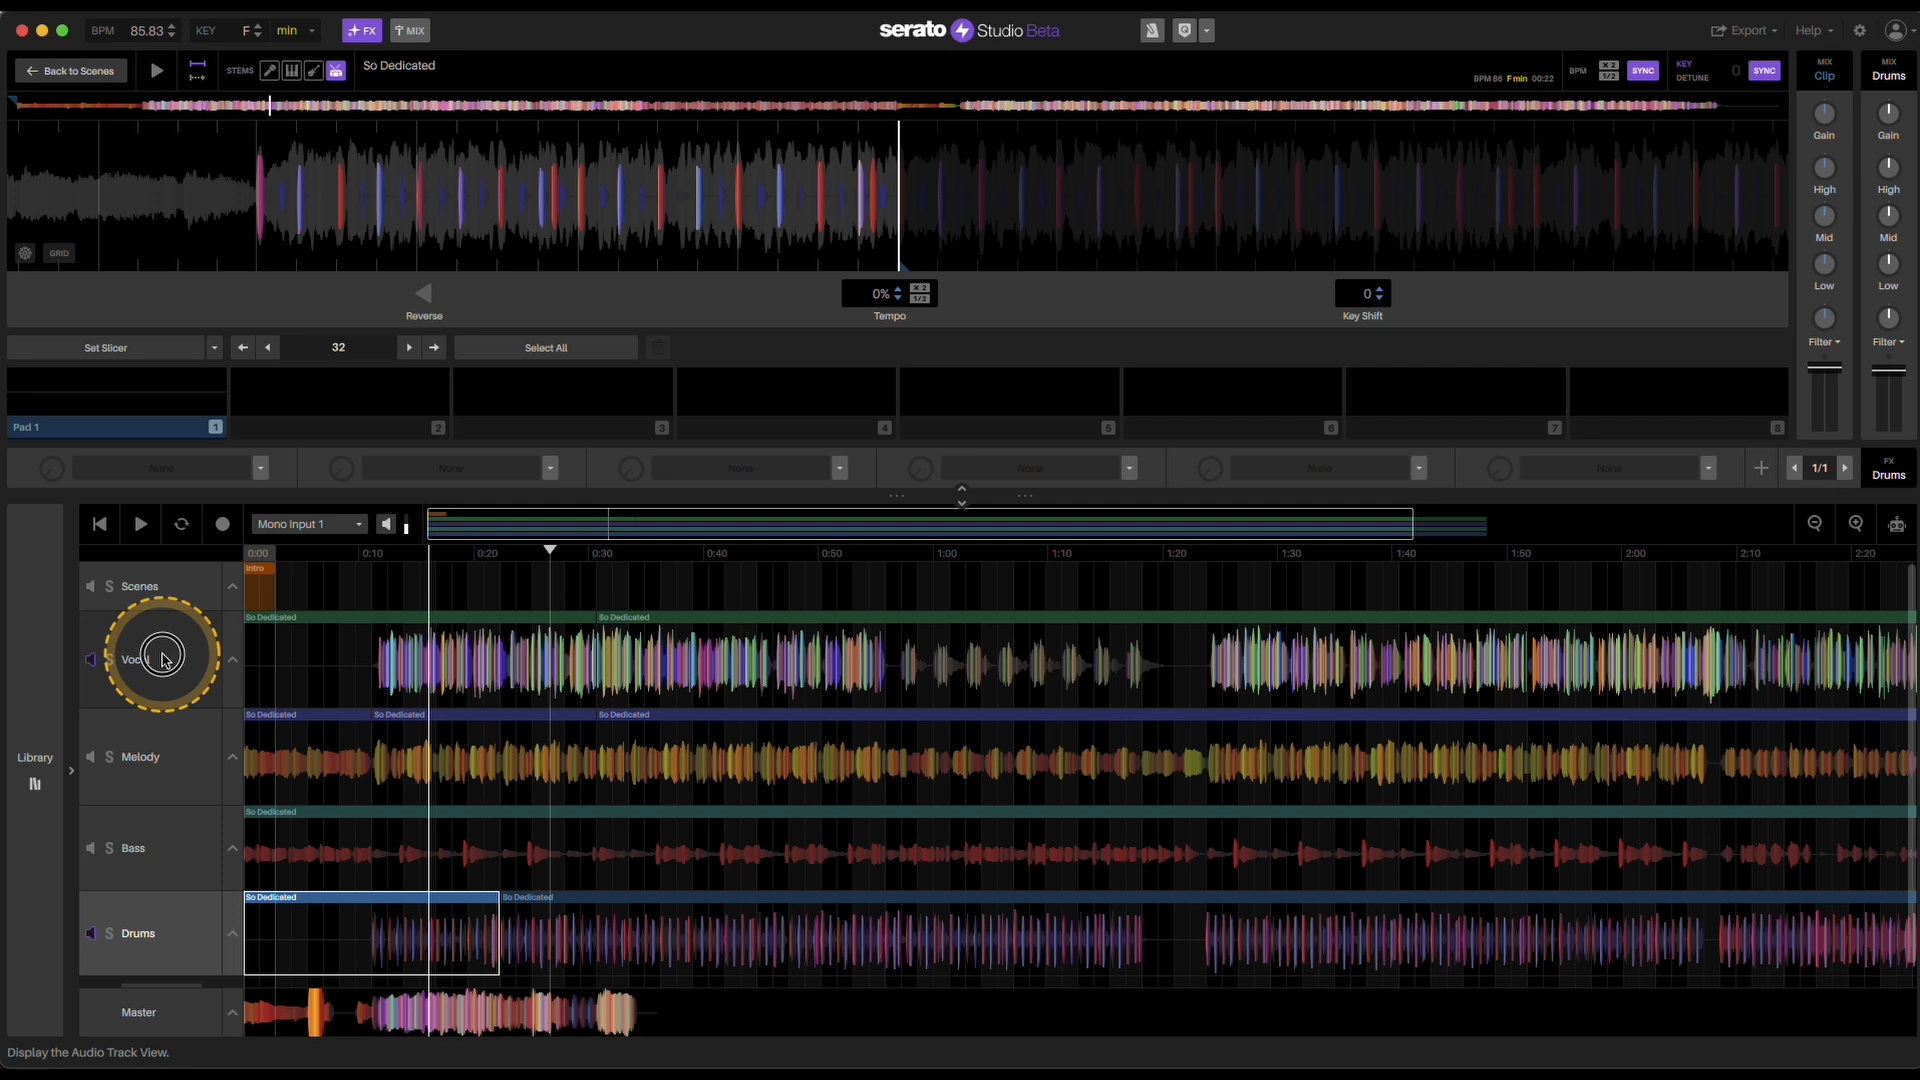 BPM 85.83 KEY F min FX MIX serato Studio Beta Export Help
Back to Scenes STEMS So Dedicated BPM 86 F min 00:22 BPM X 2 1/2 SYNC KEY DETUNE 0 SYNC MIX Clip MIX Drums
Gain Gain
High High
Mid Mid
GRID
Low Low
0% X 2 1/2 0
Reverse Tempo Key Shift
Filter Filter
Set Slicer 32 Select All
Pad 1 1 2 3 4 5 6 7 8
None None None None None None 1/1 FX Drums
Mono Input 1
0:00 0:10 0:20 0:30 0:40 0:50 1:00 1:10 1:20 1:30 1:40 1:50 2:00 2:10 2:20
Intro
S Scenes
So Dedicated So Dedicated
S
So Dedicated So Dedicated So Dedicated
Library
S Melody
So Dedicated
S Bass
So Dedicated So Dedicated
S Drums
Master
Display the Audio Track View.